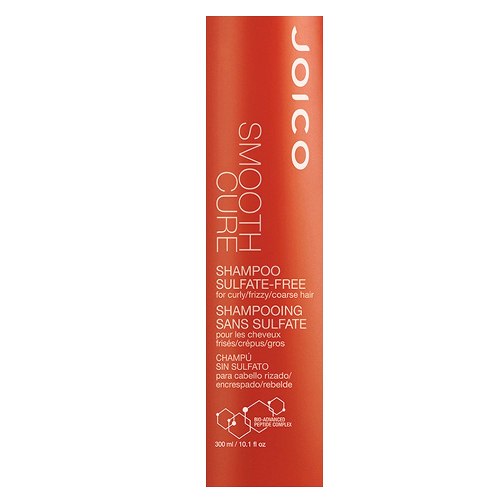 JOICO
SMOOTH
CURE
SHAMPOO
SULFATE-FREE
for curly/frizzy/coarse hair
SHAMPOOING
SANS SULFATE
pour les cheveux
frisés/crépus/gros
CHAMPÚ
SIN SULFATO
para cabello rizado/
encrespado/rebelde
BIO-ADVANCED
PEPTIDE COMPLEX
300 ml / 10.1 fl oz